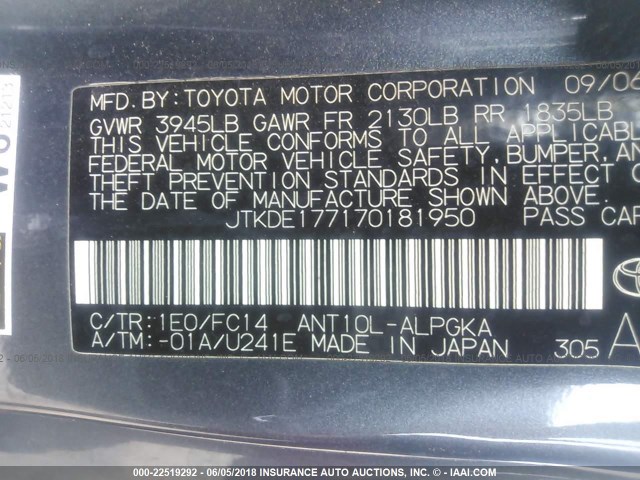 MFD. BY: TOYOTA MOTOR CORPORATION 09/06
GVWR 3945LB GAWR FR 2130LB RR 1835LB
THIS VEHICLE CONFORMS TO ALL APPLICABLE
FEDERAL MOTOR VEHICLE SAFETY, BUMPER, AN
THEFT PREVENTION STANDARDS IN EFFECT O
THE DATE OF MANUFACTURE SHOWN ABOVE.
JTKDE177170181950 PASS CAR
C/TR: 1E0/FC14 ANT10L-ALPGKA
A/TM: -01A/U241E MADE IN JAPAN 305 A
000-22519292 - 06/05/2018 INSURANCE AUTO AUCTIONS, INC. - IAAI.COM